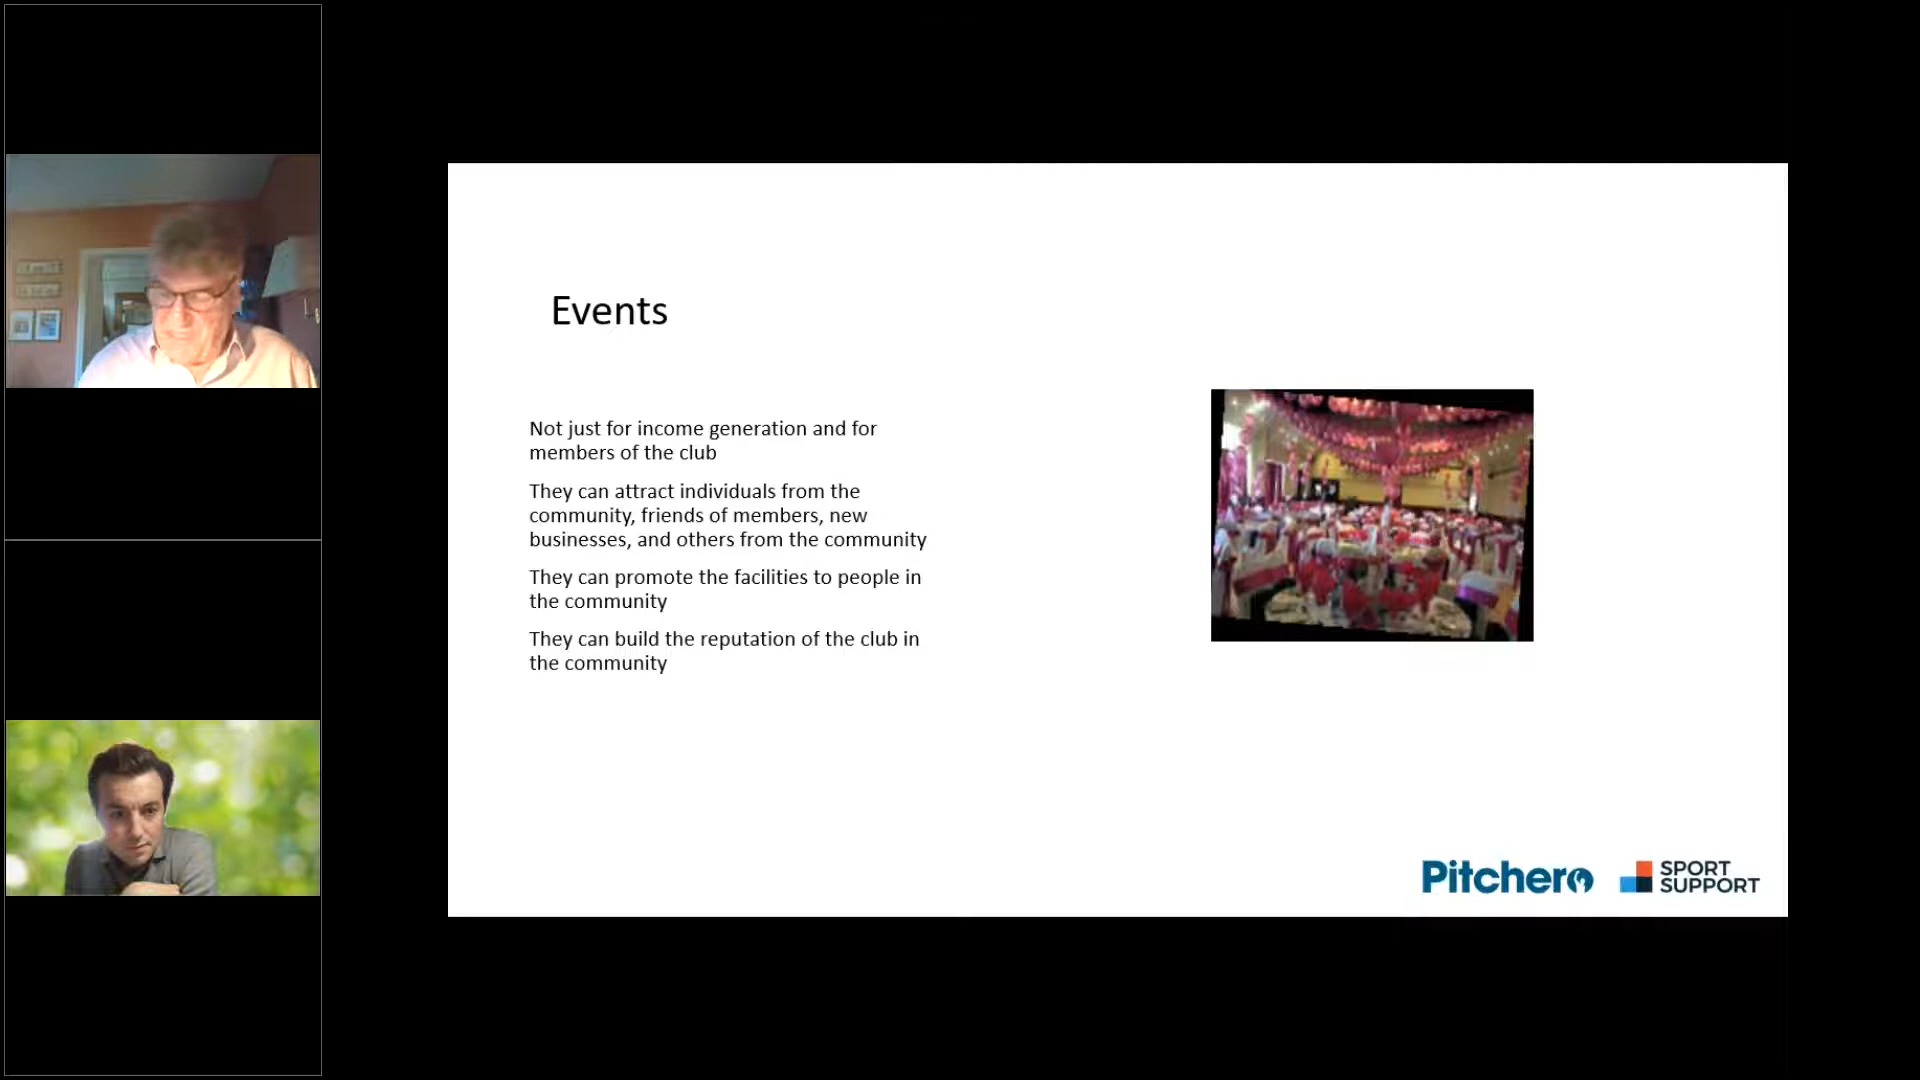 Events
Not just for income generation and for
members of the club
They can attract individuals from the
community, friends of members, new
businesses, and others from the community
They can promote the facilities to people in
the community
They can build the reputation of the club in
the community
Pitchero
SPORT
SUPPORT